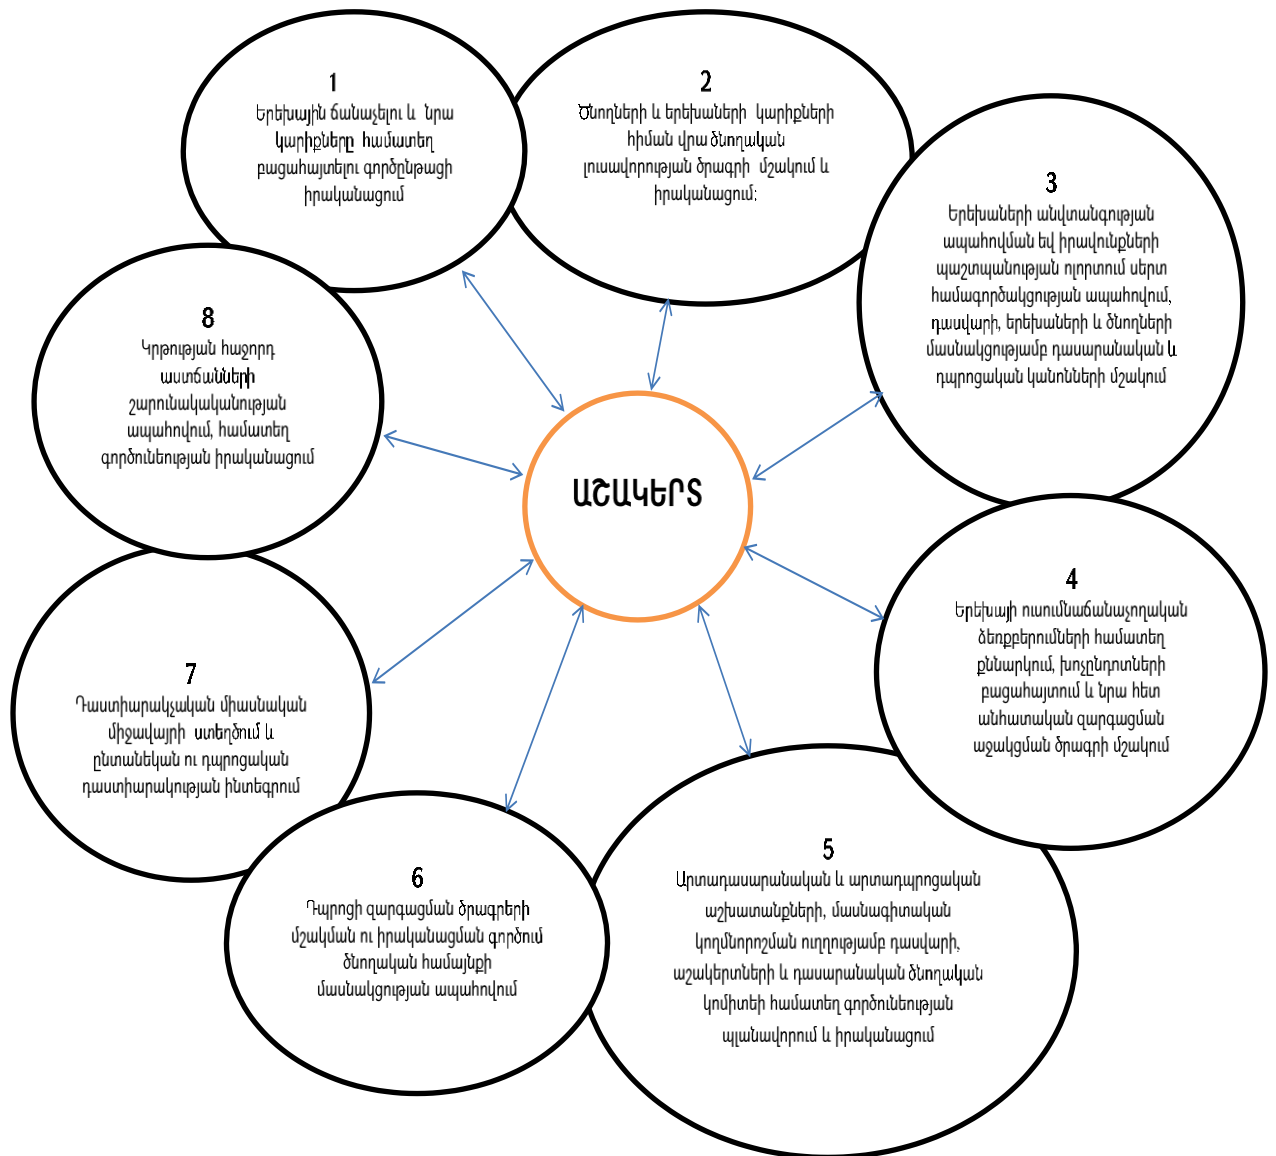 1
Երեխային ճանաչելու և նրա
կարիքները համատեղ
բացահայտելու գործընթացի
իրականացում
2
Ծնողների և երեխաների կարիքների
հիման վրա ծնողական
լուսավորության ծրագրի մշակում և
իրականացում:
3
Երեխաների անվտանգության
ապահովման եվ իրավունքների
պաշտպանության ոլորտում սերտ
համագործակցության ապահովում,
դասվարի, երեխաների և ծնողների
մասնակցությամբ դասարանական և
դպրոցական կանոնների մշակում
4
Երեխայի ուսումնաճանաչողական
ձեռքբերումների համատեղ
քննարկում, խոչընդոտների
բացահայտում և նրա հետ
անհատական զարգացման
աջակցման ծրագրի մշակում
5
Արտադասարանական և արտադպրոցական
աշխատանքների, մասնագիտական
կողմնորոշման ուղղությամբ դասվարի,
աշակերտների և դասարանական ծնողական
կոմիտեի համատեղ գործունեության
պլանավորում և իրականացում
6
Դպրոցի զարգացման ծրագրերի
մշակման ու իրականացման գործում
ծնողական համայնքի
մասնակցության ապահովում
7
Դաստիարակչական միասնական
միջավայրի ստեղծում և
ընտանեկան ու դպրոցական
դաստիարակության ինտեգրում
8
Կրթության հաջորդ
աստճանների
շարունակականության
ապահովում, համատեղ
գործունեության իրականացում
ԱՇԱԿԵՐՏ